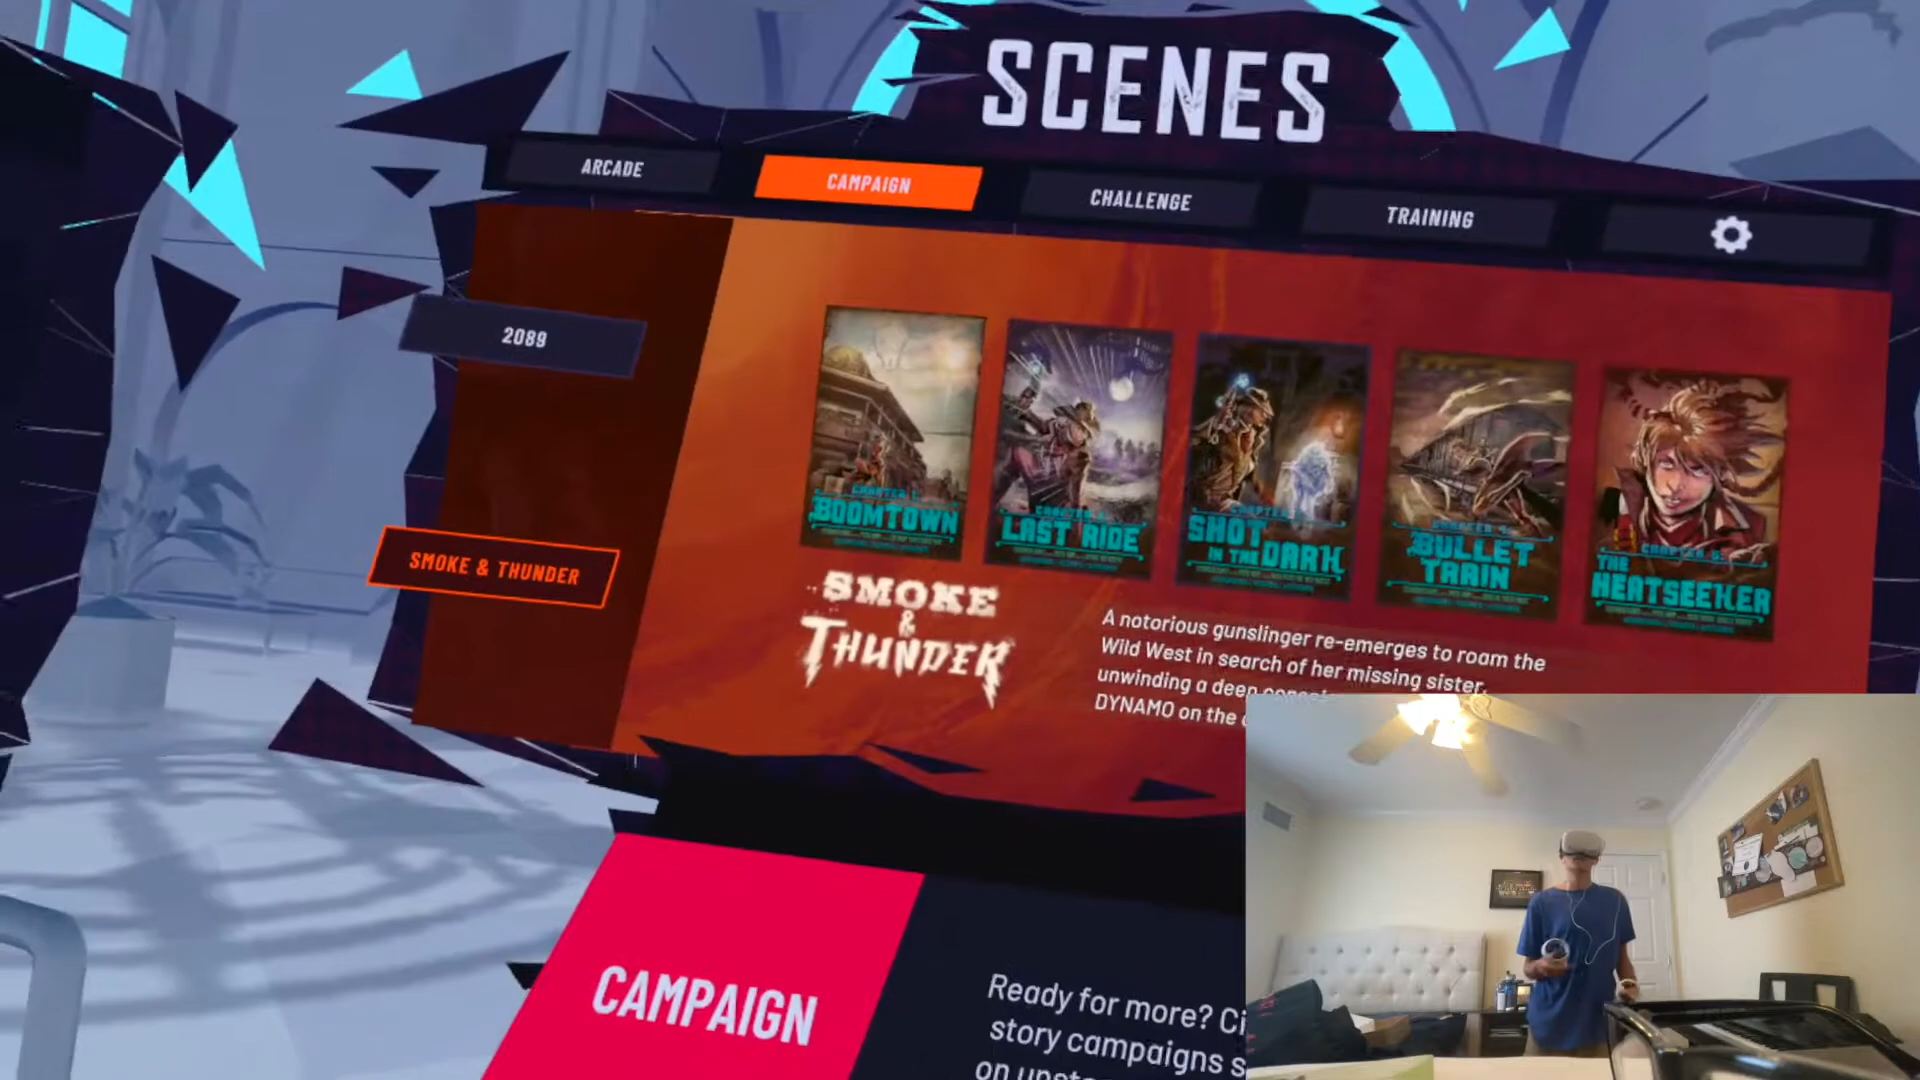 SCENES
ARCADE
CAMPAIGN
CHALLENGE
TRAINING
2089
SMOKE & THUNDER
BOOMTOWN
LAST RIDE
SHOT
IN THE DARK
BULLET
TRAIN
THE
HEATSEEKER
SMOKE
&
THUNDER
A notorious gunslinger re-emerges to roam the
Wild West in search of her missing sister,
unwinding a deep
DYNAMO on the
CAMPAIGN
Ready for more?
story campaigns
on